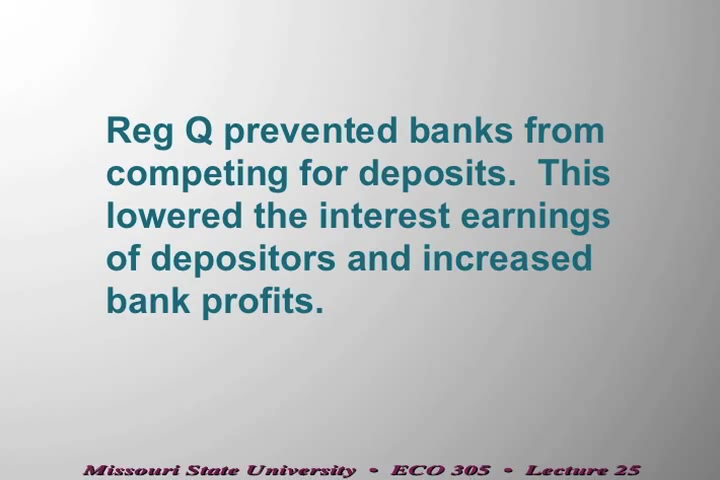 Reg Q prevented banks from
competing for deposits.  This
lowered the interest earnings
of depositors and increased
bank profits.
Missouri State University • ECO 305 • Lecture 25